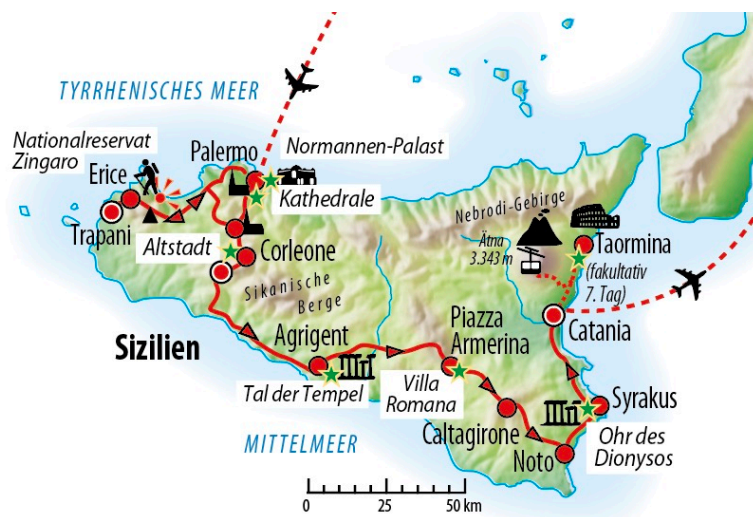 TYRRHENISCHES MEER
Nationalreservat
Zingaro
Palermo
Normannen-Palast
Erice
Kathedrale
Trapani
Altstadt
Corleone
Nebrodi-Gebirge
Ätna
3.343 m
Taormina
(fakultativ
7. Tag)
Sikanische
Berge
Sizilien
Agrigent
Piazza
Armerina
Catania
Tal der Tempel
Villa
Romana
Syrakus
Caltagirone
Ohr des
Dionysos
MITTELMEER
Noto
0 25 50 km